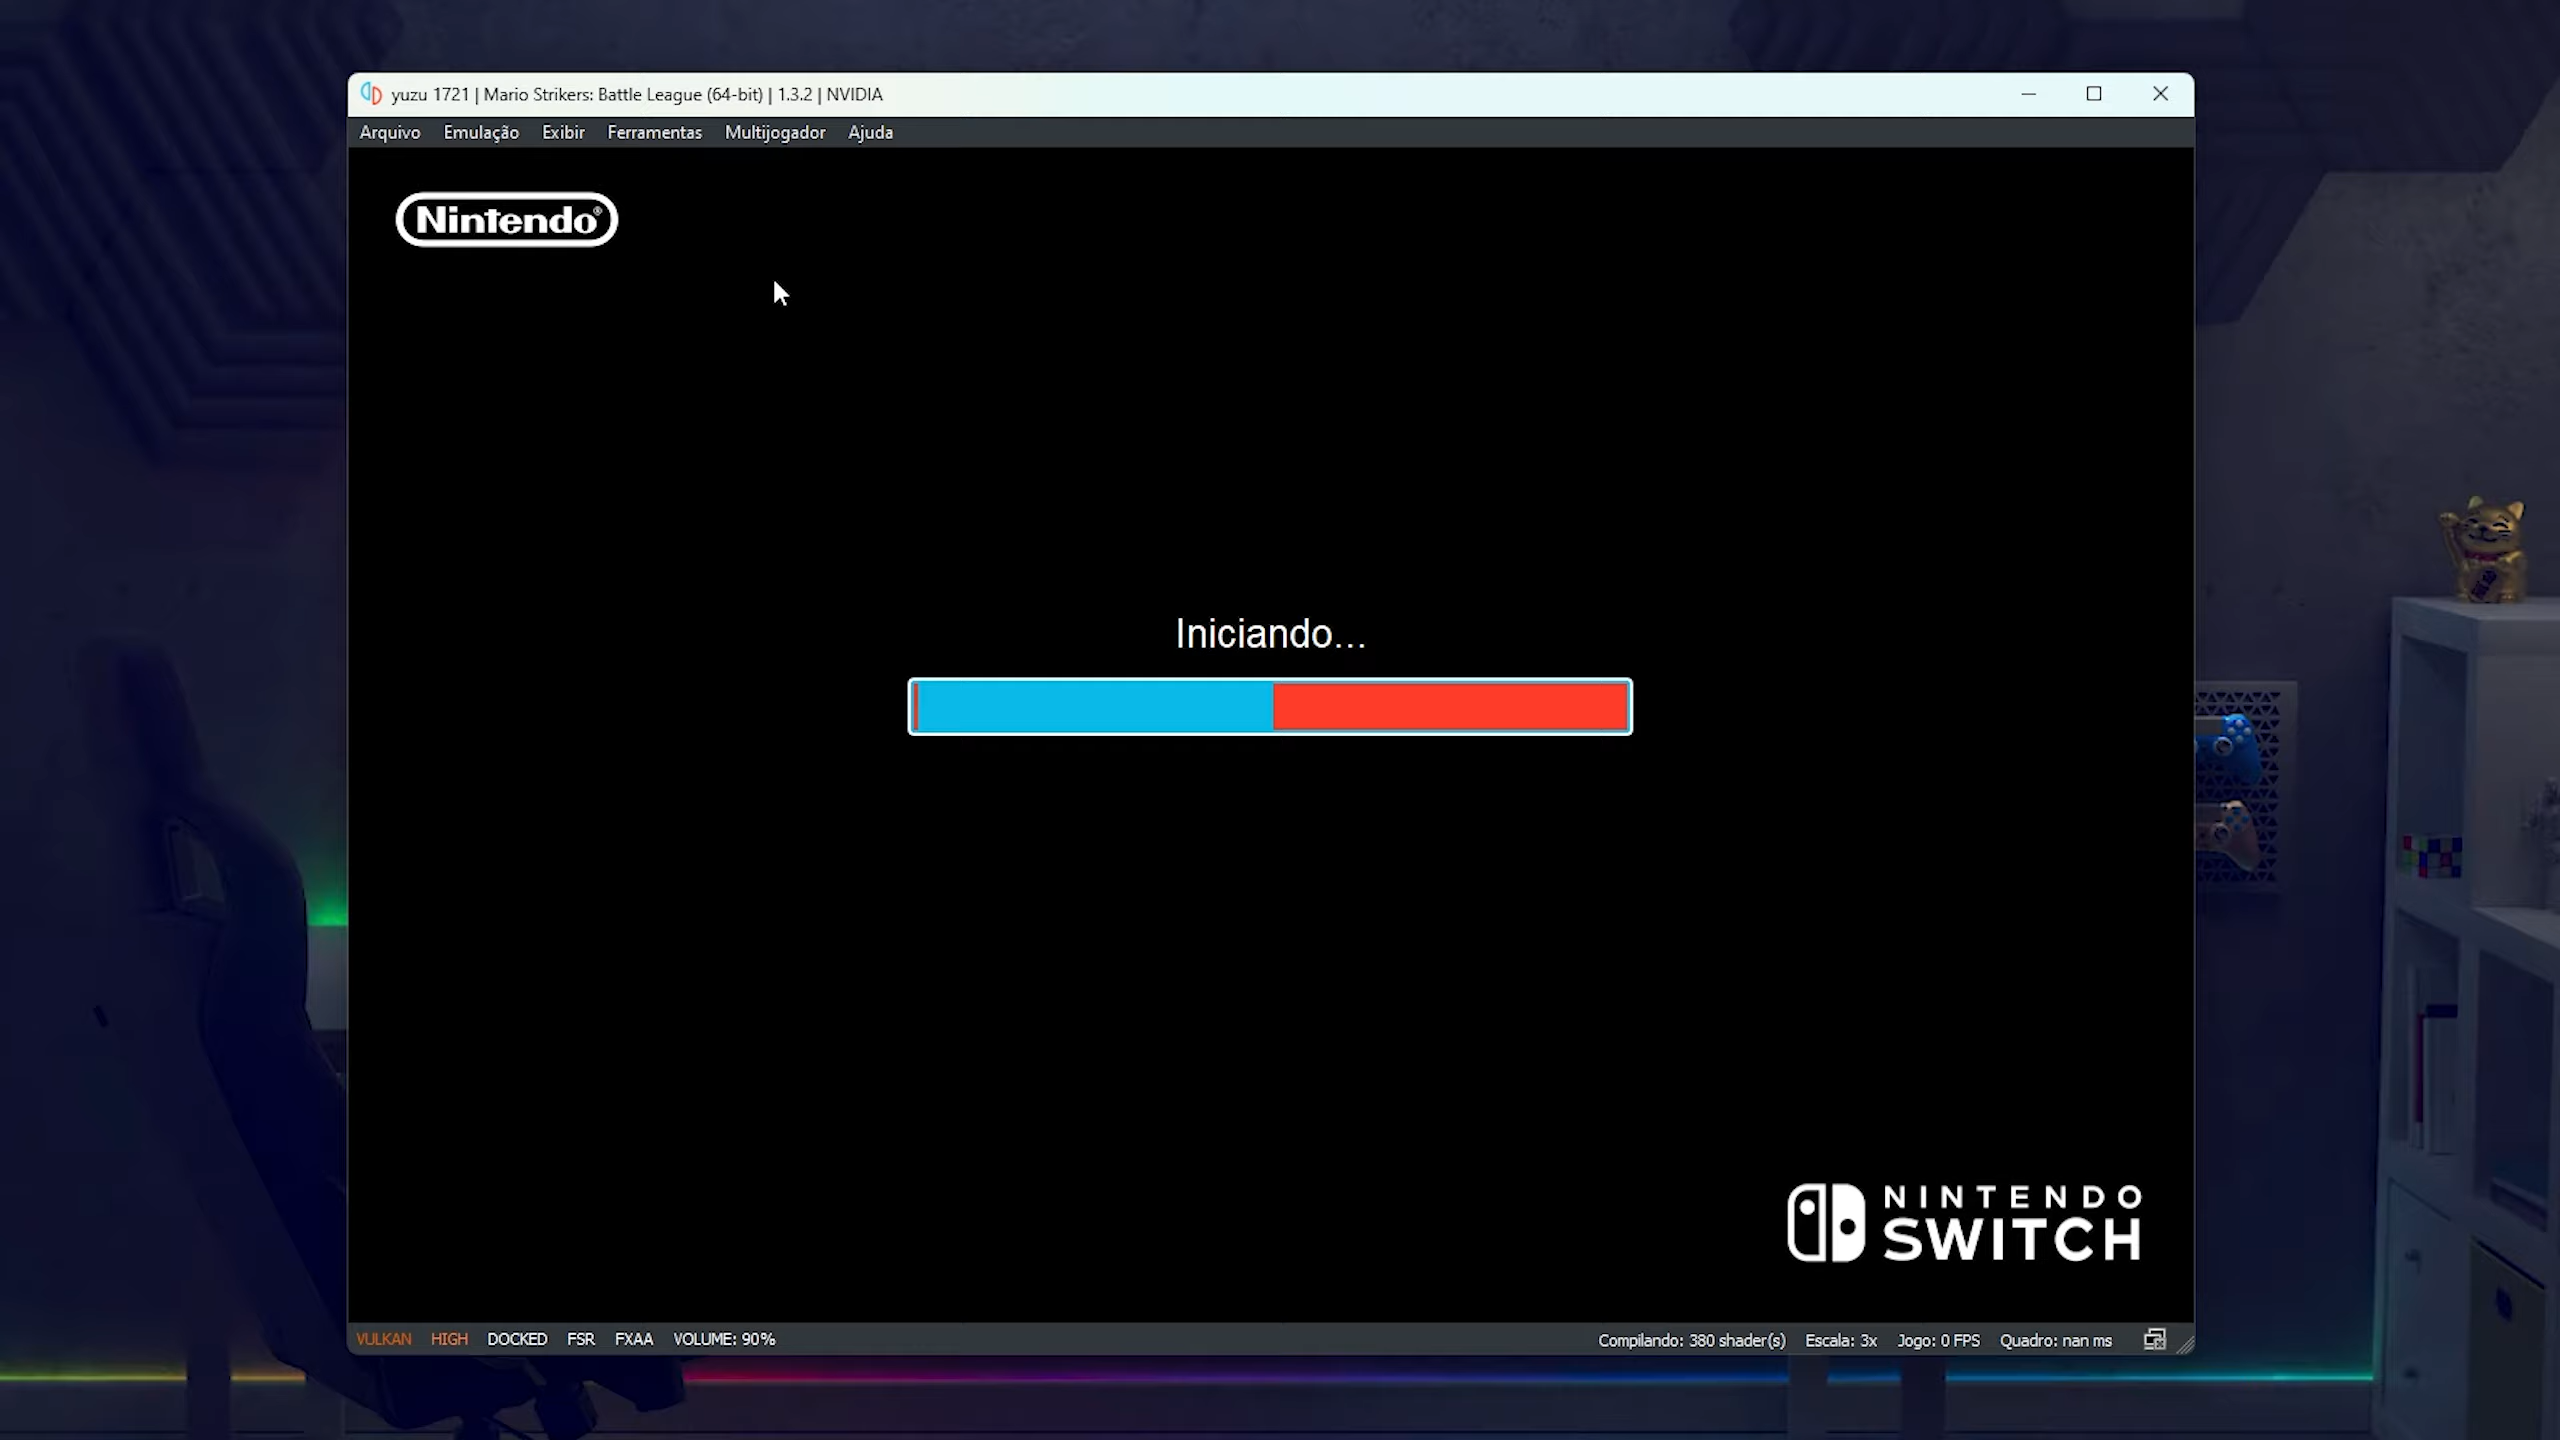 yuzu 1721 | Mario Strikers: Battle League (64-bit) | 1.3.2 | NVIDIA
Arquivo Emulação Exibir Ferramentas Multijogador Ajuda
Nintendo®
Iniciando...
NINTENDO
SWITCH
VULKAN HIGH DOCKED FSR FXAA VOLUME: 90% Compilando: 380 shader(s) Escala: 3x Jogo: 0 FPS Quadro: nan ms